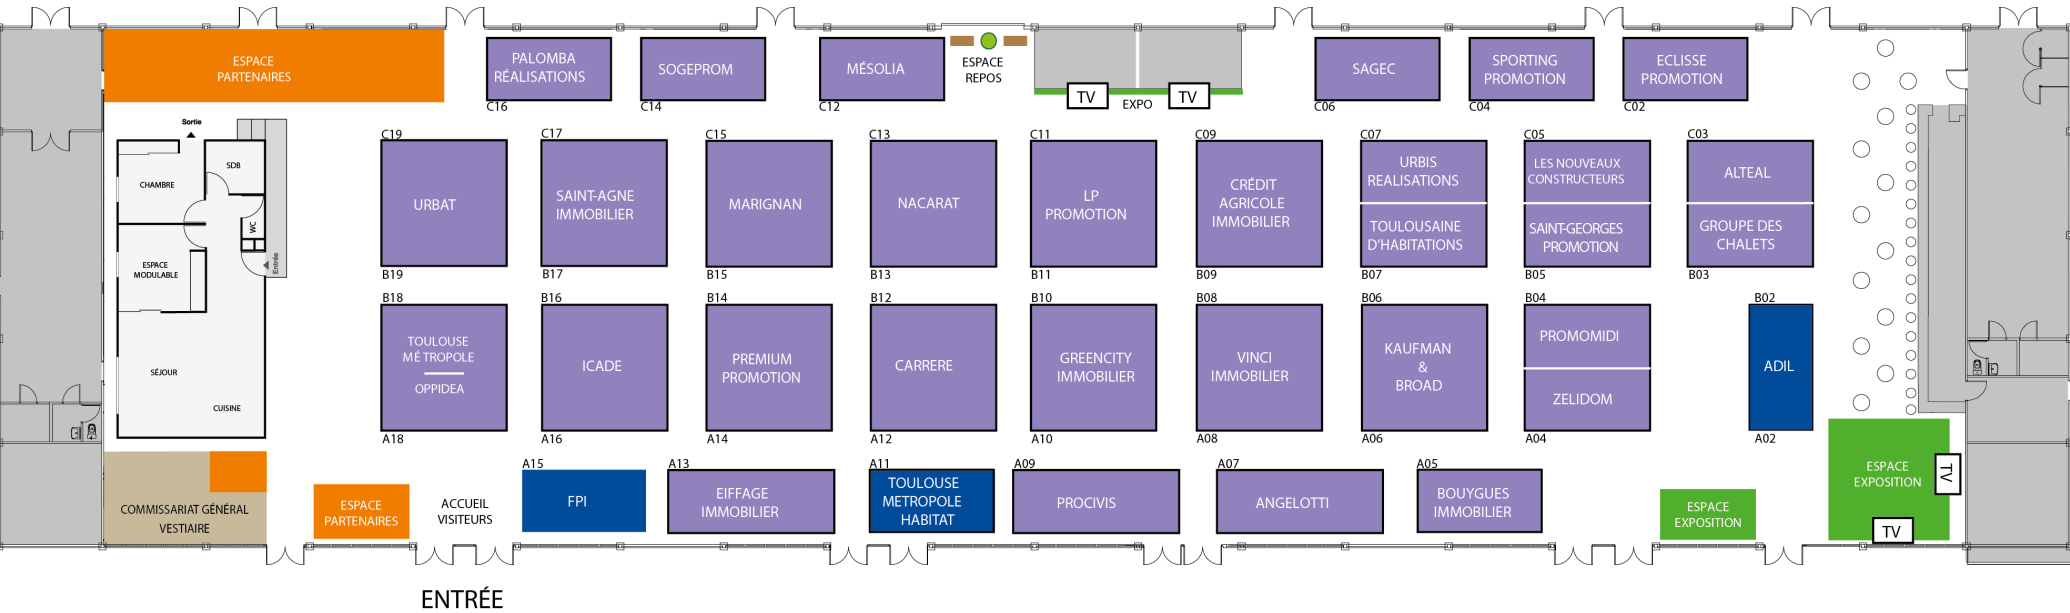 ESPACE
PARTENAIRES
PALOMBA
RÉALISATIONS
C16
SOGEPROM
C14
MÉSOLIA
C12
ESPACE
REPOS
TV
EXPO
TV
SAGEC
C06
SPORTING
PROMOTION
C04
ECLISSE
PROMOTION
C02
Sortie
CHAMBRE
SDB
WC
ESPACE
MODULABLE
Entrée
SÉJOUR
CUISINE
C19
URBAT
B19
C17
SAINT-AGNE
IMMOBILIER
B17
C15
MARIGNAN
B15
C13
NACARAT
B13
C11
LP
PROMOTION
B11
C09
CRÉDIT
AGRICOLE
IMMOBILIER
B09
C07
URBIS
REALISATIONS
TOULOUSAINE
D'HABITATIONS
B07
C05
LES NOUVEAUX
CONSTRUCTEURS
SAINT-GEORGES
PROMOTION
B05
C03
ALTEAL
GROUPE DES
CHALETS
B03
B18
TOULOUSE
MÉ TROPOLE
OPPIDEA
A18
B16
ICADE
A16
B14
PREMIUM
PROMOTION
A14
B12
CARRERE
A12
B10
GREENCITY
IMMOBILIER
A10
B08
VINCI
IMMOBILIER
A08
B06
KAUFMAN
&
BROAD
A06
B04
PROMOMIDI
ZELIDOM
A04
B02
ADIL
A02
COMMISSARIAT GÉNÉRAL
VESTIAIRE
ESPACE
PARTENAIRES
ACCUEIL
VISITEURS
A15
FPI
A13
EIFFAGE
IMMOBILIER
A11
TOULOUSE
METROPOLE
HABITAT
A09
PROCIVIS
A07
ANGELOTTI
A05
BOUYGUES
IMMOBILIER
ESPACE
EXPOSITION
ESPACE
EXPOSITION
TV
TV
ENTRÉE